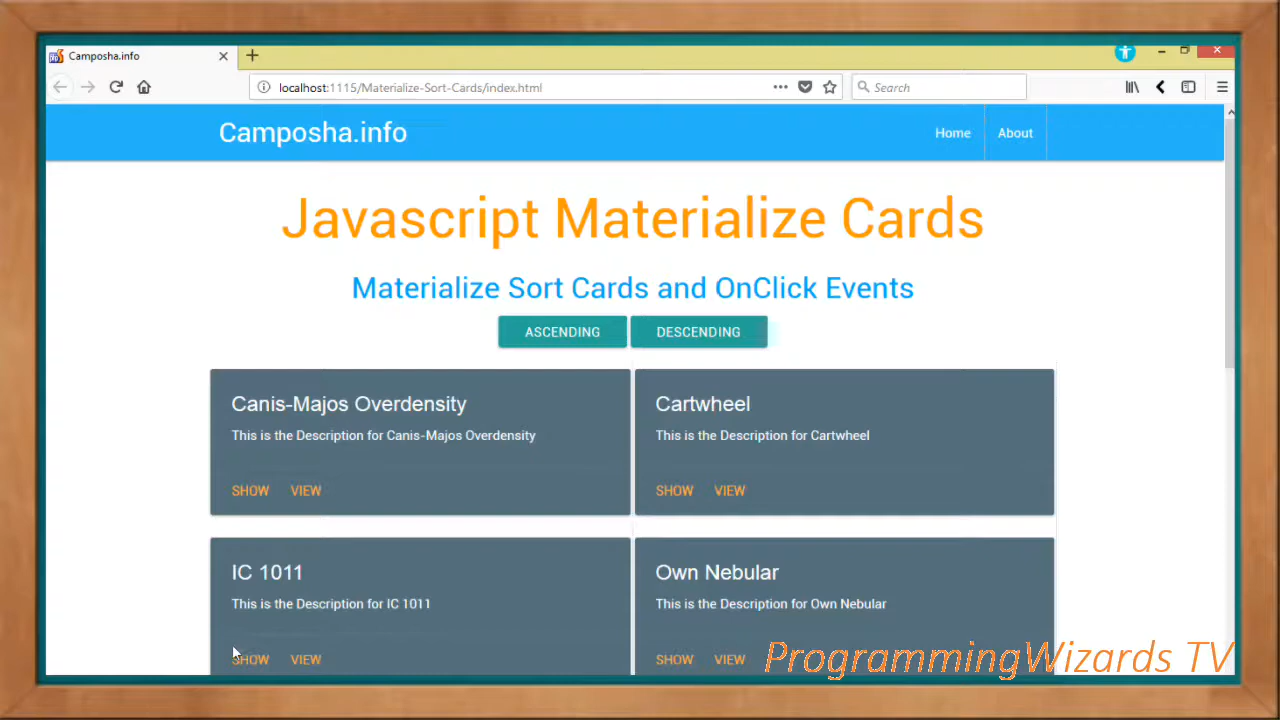 Camposha.info
localhost:1115/Materialize-Sort-Cards/index.html
Search
Camposha.info
Home
About
Javascript Materialize Cards
Materialize Sort Cards and OnClick Events
ASCENDING
DESCENDING
Canis-Majos Overdensity
This is the Description for Canis-Majos Overdensity
SHOW VIEW
Cartwheel
This is the Description for Cartwheel
SHOW VIEW
IC 1011
This is the Description for IC 1011
SHOW VIEW
Own Nebular
This is the Description for Own Nebular
SHOW VIEW
ProgrammingWizards TV